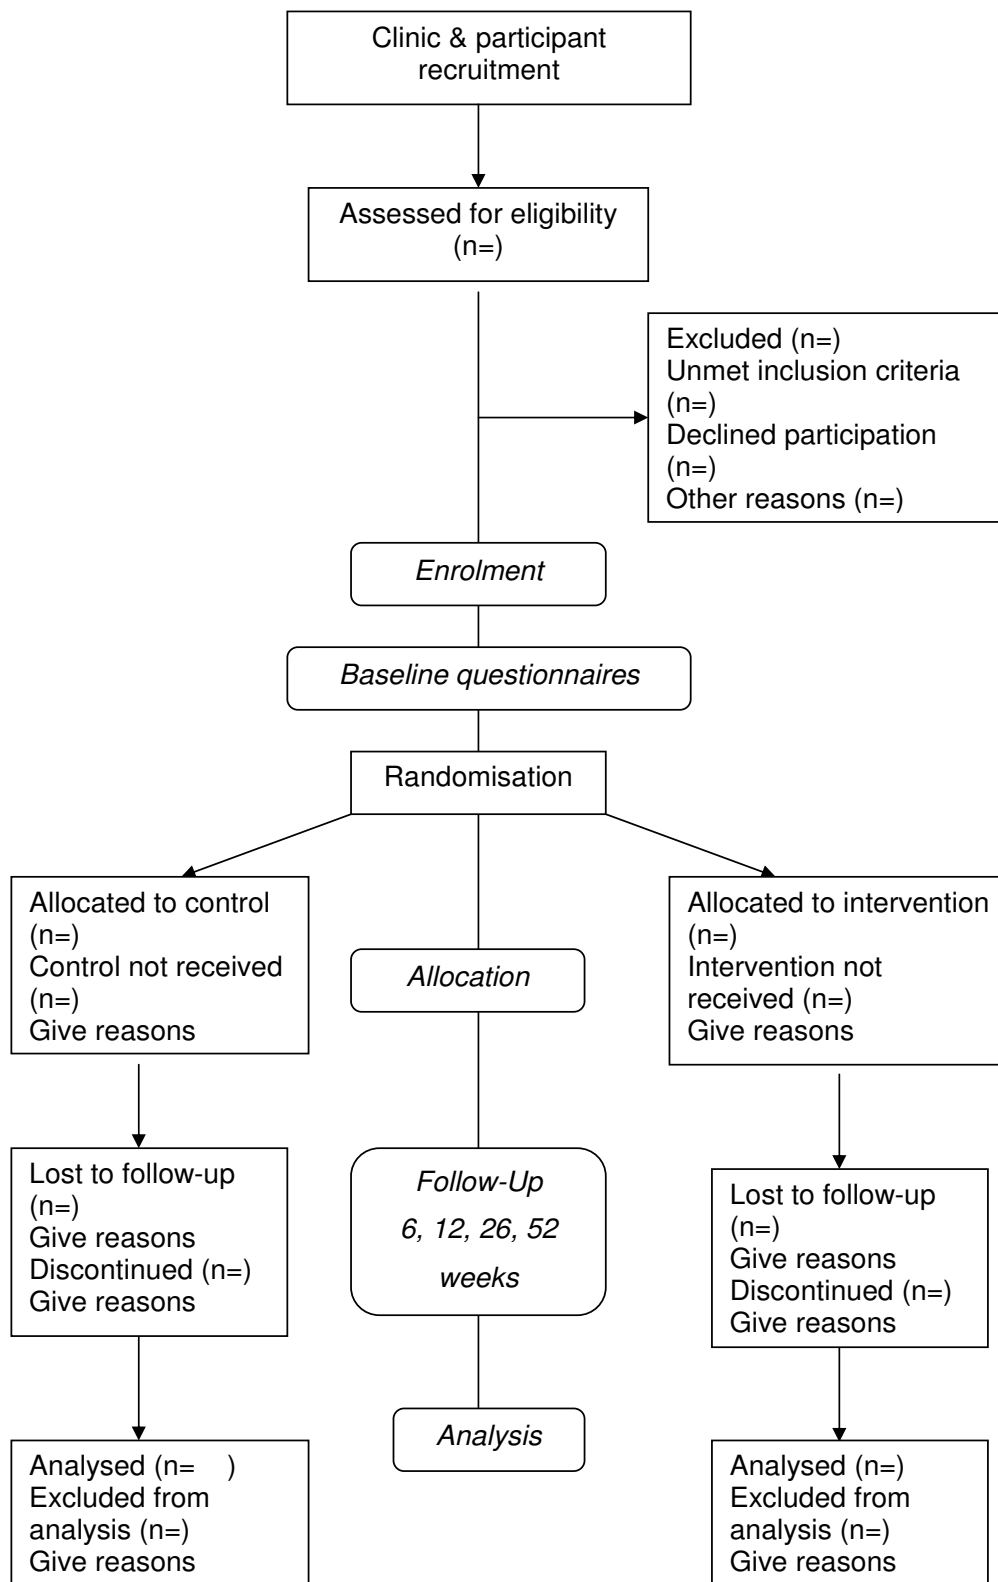 Clinic & participant
recruitment
Assessed for eligibility
(n=)
Excluded (n=)
Unmet inclusion criteria
(n=)
Declined participation
(n=)
Other reasons (n=)
Enrolment
Baseline questionnaires
Randomisation
Allocated to control
(n=)
Control not received
(n=)
Give reasons
Allocation
Allocated to intervention
(n=)
Intervention not
received (n=)
Give reasons
Lost to follow-up
(n=)
Give reasons
Discontinued (n=)
Give reasons
Follow-Up
6, 12, 26, 52
weeks
Lost to follow-up
(n=)
Give reasons
Discontinued (n=)
Give reasons
Analysed (n=    )
Excluded from
analysis (n=)
Give reasons
Analysis
Analysed (n=)
Excluded from
analysis (n=)
Give reasons